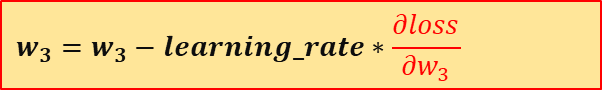 w₃ = w₃ − learning_rate * ∂loss/∂w₃